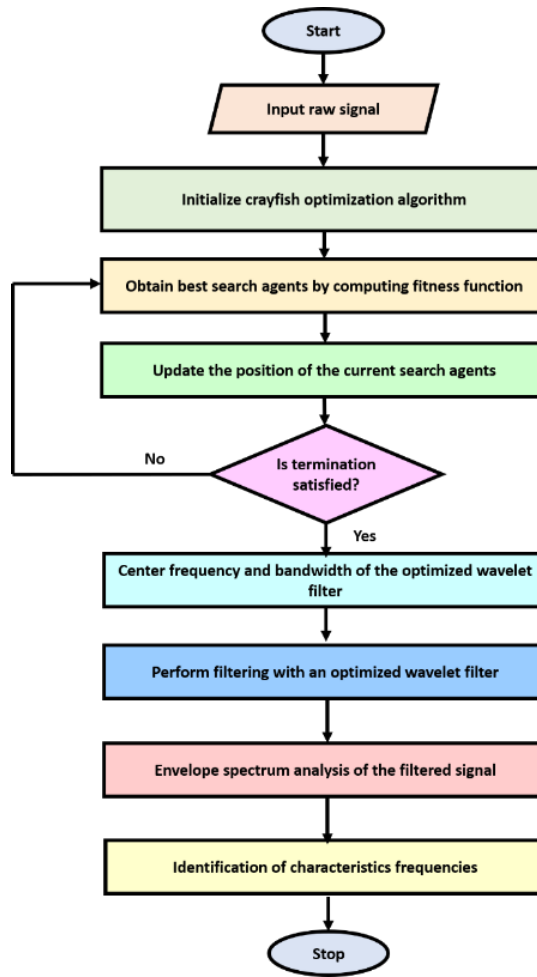 Start
Input raw signal
Initialize crayfish optimization algorithm
Obtain best search agents by computing fitness function
Update the position of the current search agents
No
Is termination
satisfied?
Yes
Center frequency and bandwidth of the optimized wavelet
filter
Perform filtering with an optimized wavelet filter
Envelope spectrum analysis of the filtered signal
Identification of characteristics frequencies
Stop